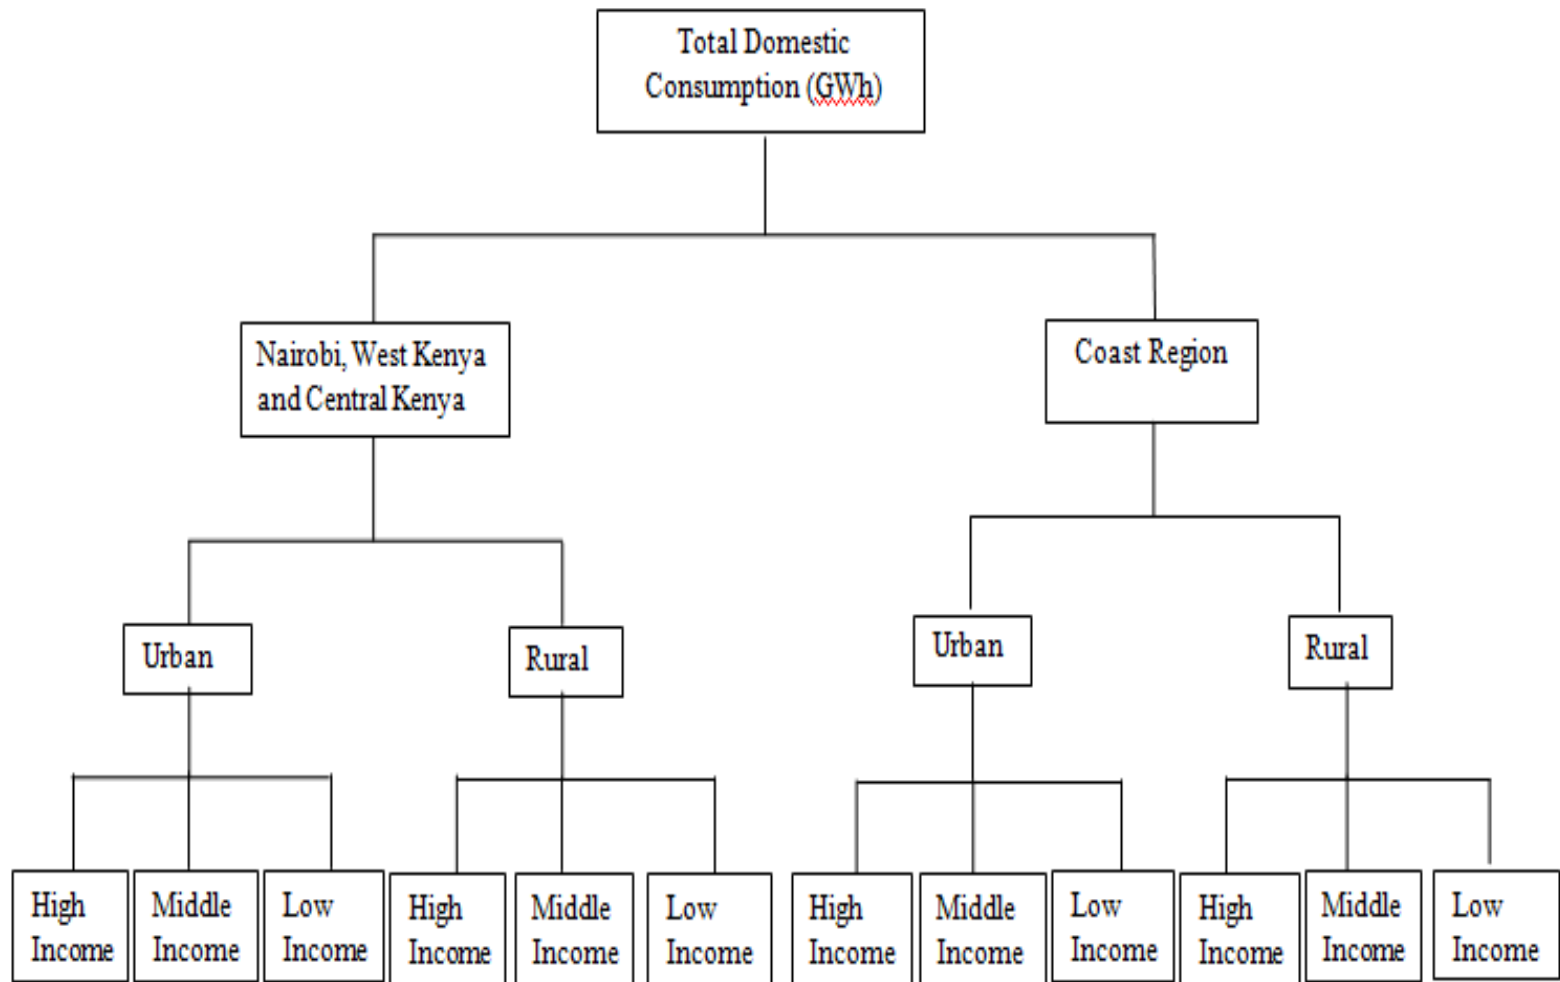 Total Domestic
Consumption (GWh)
Nairobi, West Kenya
and Central Kenya
Coast Region
Urban
Rural
Urban
Rural
High
Income
Middle
Income
Low
Income
High
Income
Middle
Income
Low
Income
High
Income
Middle
Income
Low
Income
High
Income
Middle
Income
Low
Income